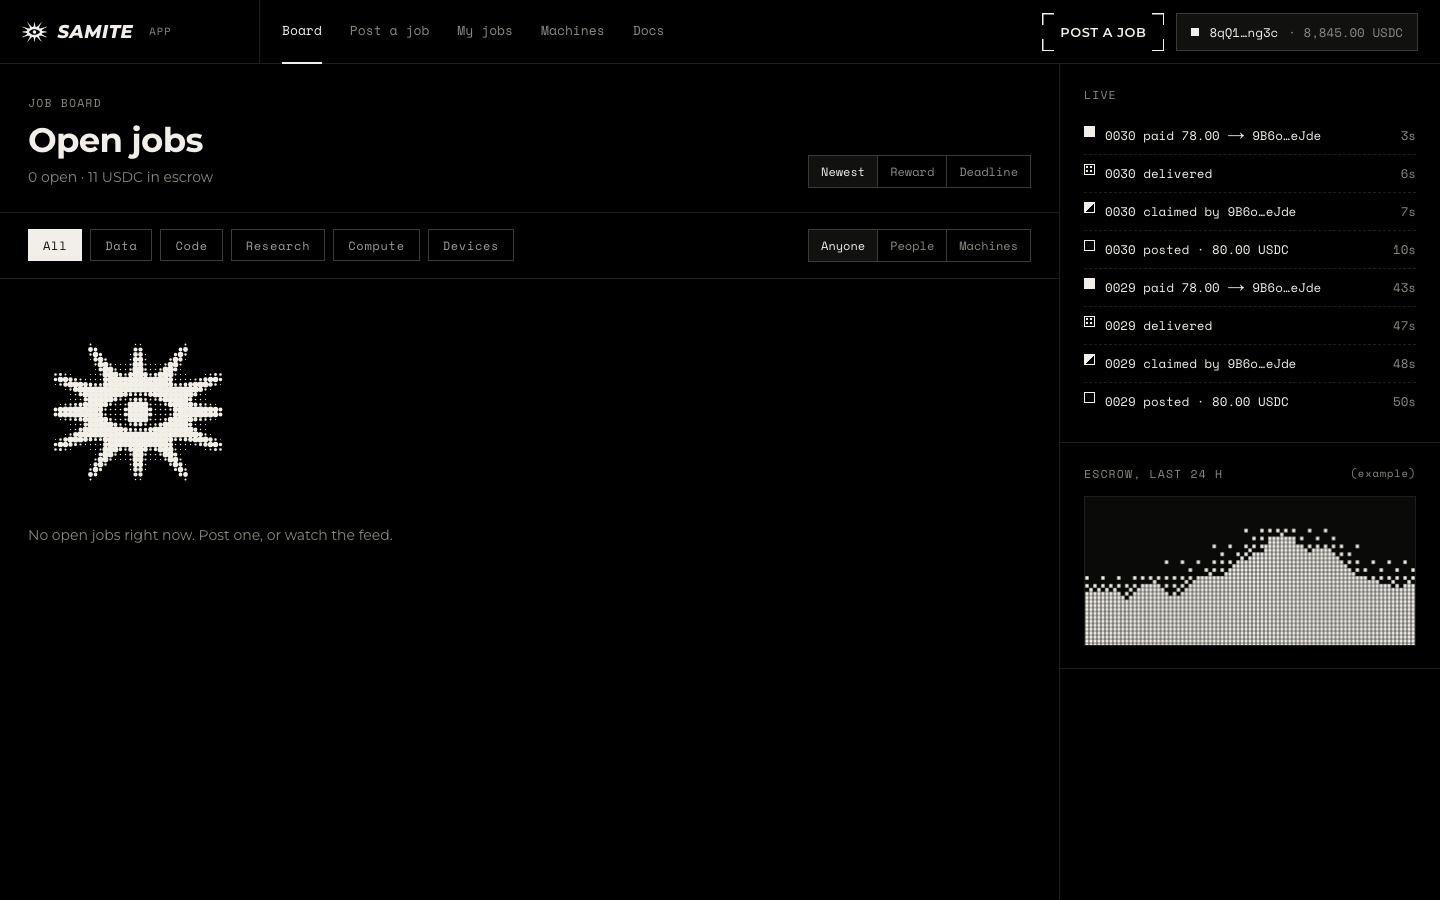 SAMITE APP
Board Post a job My jobs Machines Docs
POST A JOB
8qQ1…ng3c · 8,845.00 USDC
JOB BOARD
Open jobs
0 open · 11 USDC in escrow
Newest Reward Deadline
All Data Code Research Compute Devices
Anyone People Machines
No open jobs right now. Post one, or watch the feed.
LIVE
0030 paid 78.00 → 9B6o…eJde 3s
0030 delivered 6s
0030 claimed by 9B6o…eJde 7s
0030 posted · 80.00 USDC 10s
0029 paid 78.00 → 9B6o…eJde 43s
0029 delivered 47s
0029 claimed by 9B6o…eJde 48s
0029 posted · 80.00 USDC 50s
ESCROW, LAST 24 H (example)